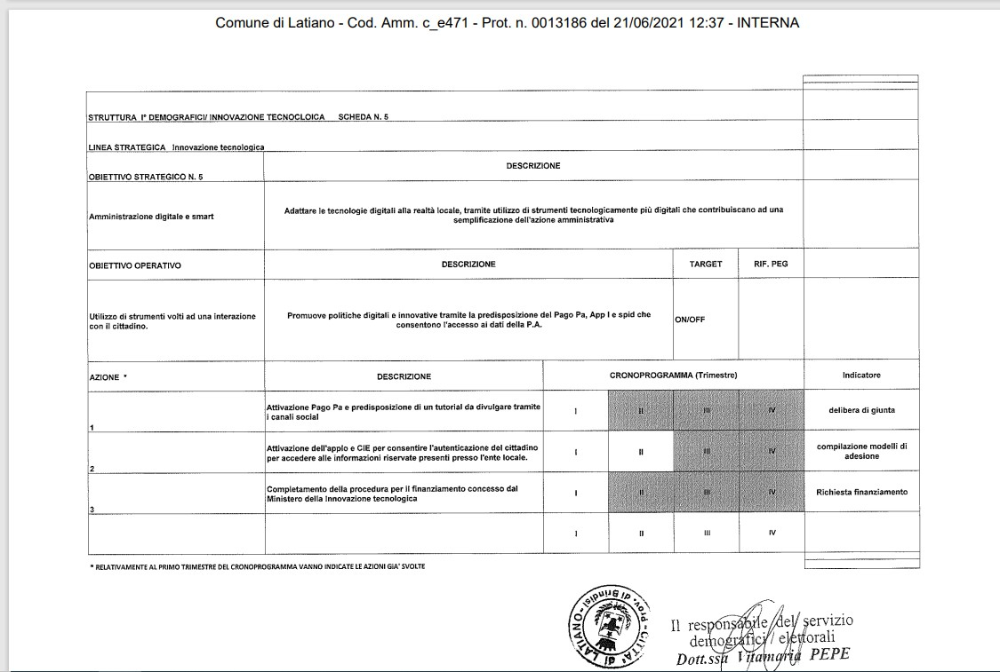 Comune di Latiano - Cod. Amm. c_e471 - Prot. n. 0013186 del 21/06/2021 12:37 - INTERNA
STRUTTURA I° DEMOGRAFICI/ INNOVAZIONE TECNOCLOICA SCHEDA N. 5
LINEA STRATEGICA Innovazione tecnologica
OBIETTIVO STRATEGICO N. 5
DESCRIZIONE
Amministrazione digitale e smart
Adattare le tecnologie digitali alla realtà locale, tramite utilizzo di strumenti tecnologicamente più digitali che contribuiscano ad una
semplificazione dell'azione amministrativa
OBIETTIVO OPERATIVO
DESCRIZIONE
TARGET
RIF. PEG
Utilizzo di strumenti volti ad una interazione
con il cittadino.
Promuove politiche digitali e innovative tramite la predisposizione del Pago Pa, App I e spid che
consentono l'accesso ai dati della P.A.
ON/OFF
AZIONE *
DESCRIZIONE
CRONOPROGRAMMA (Trimestre)
Indicatore
1
Attivazione Pago Pa e predisposizione di un tutorial da divulgare tramite
i canali social
I
II
III
IV
delibera di giunta
2
Attivazione dell'appIo e CIE per consentire l'autenticazione del cittadino
per accedere alle informazioni riservate presenti presso l'ente locale.
I
II
III
IV
compilazione modelli di
adesione
3
Completamento della procedura per il finanziamento concesso dal
Ministero della Innovazione tecnologica
I
II
III
IV
Richiesta finanziamento
I
II
III
IV
* RELATIVAMENTE AL PRIMO TRIMESTRE DEL CRONOPROGRAMMA VANNO INDICATE LE AZIONI GIA' SVOLTE
CITTA' di LATIANO - Prov. di Brindisi -
Il responsabile del servizio
demografici / elettorali
Dott.ssa Vitamaria PEPE